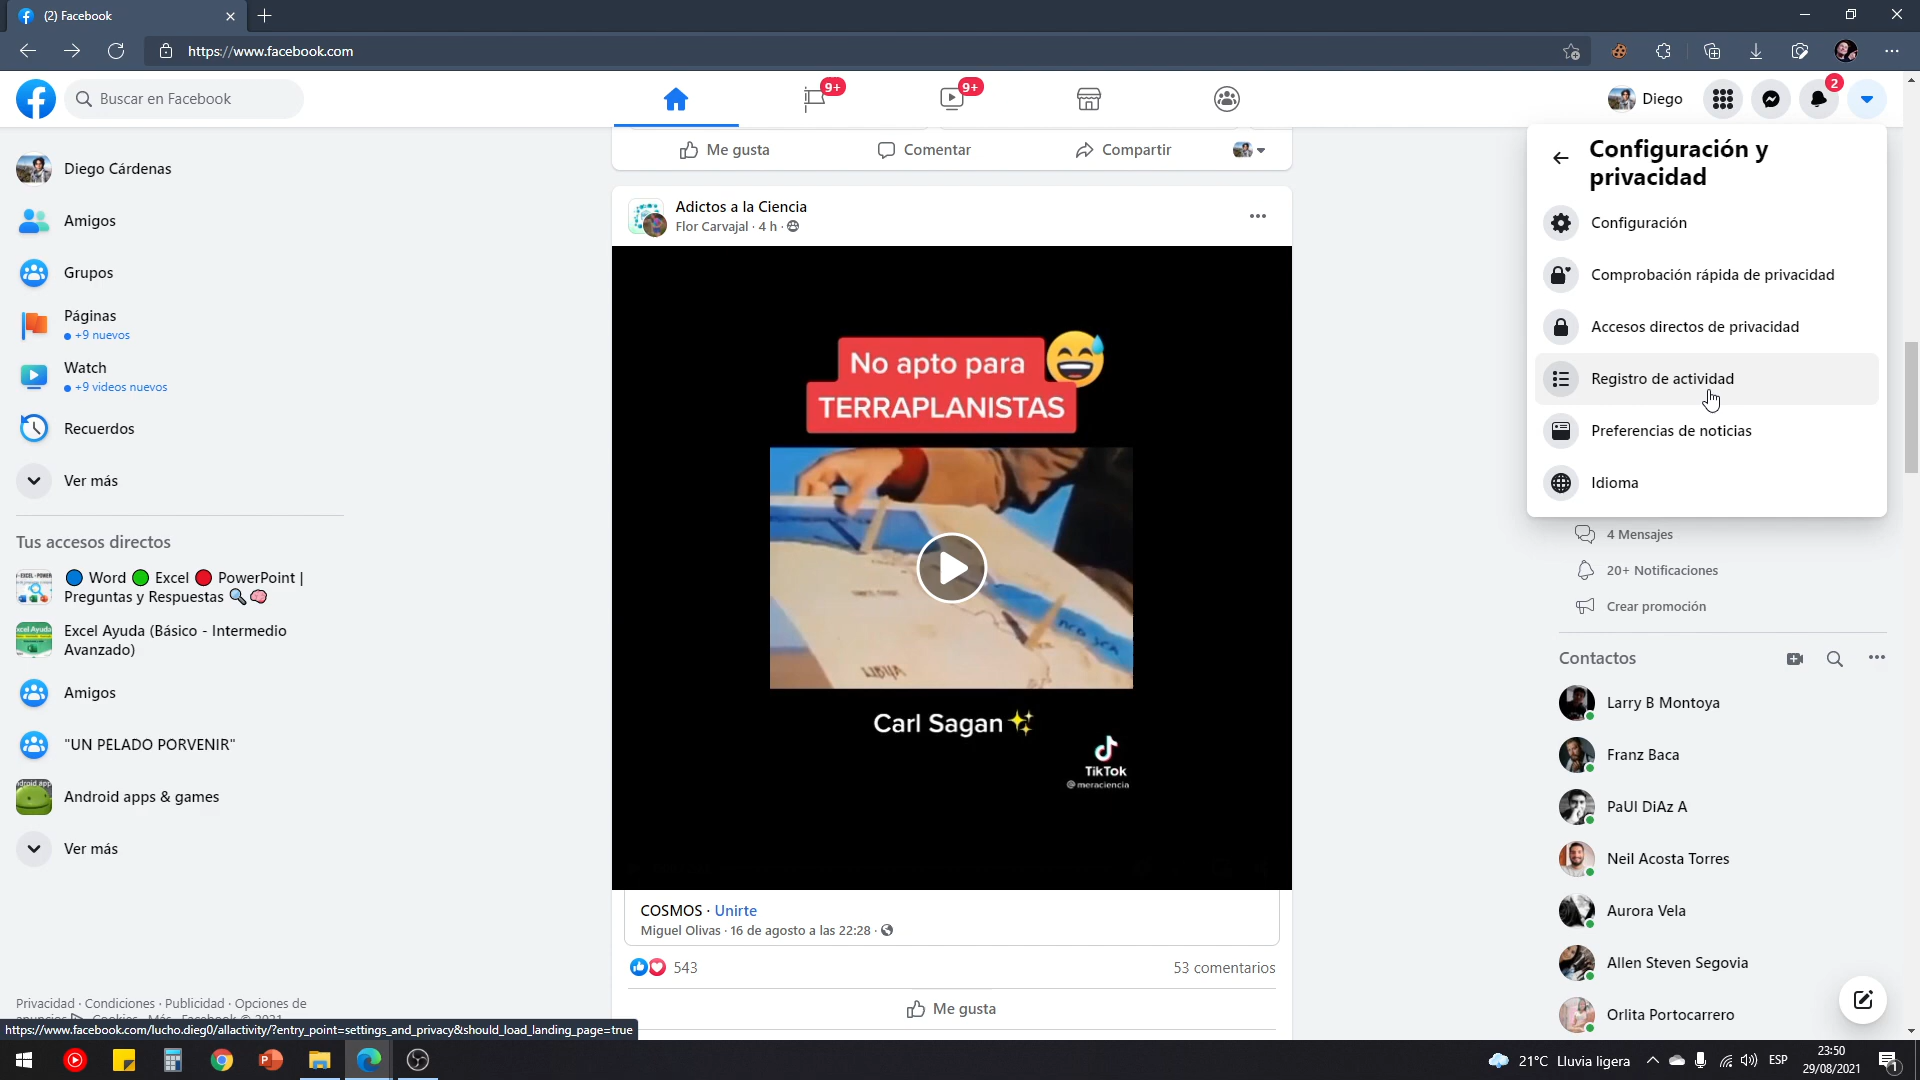 (2) Facebook
https://www.facebook.com
Buscar en Facebook
9+
9+
Diego
2
Diego Cárdenas
Amigos
Grupos
Páginas
+9 nuevos
Watch
+9 videos nuevos
Recuerdos
Ver más
Tus accesos directos
Word Excel PowerPoint |
Preguntas y Respuestas
Excel Ayuda (Básico - Intermedio
Avanzado)
Amigos
"UN PELADO PORVENIR"
Android apps & games
Ver más
Privacidad · Condiciones · Publicidad · Opciones de
https://www.facebook.com/lucho.dieg0/allactivity/?entry_point=settings_and_privacy&should_load_landing_page=true
Me gusta
Comentar
Compartir
Adictos a la Ciencia
Flor Carvajal · 4 h ·
No apto para
TERRAPLANISTAS
LIBIJA
Carl Sagan
TikTok
@meraciencia
COSMOS · Unirte
Miguel Olivas · 16 de agosto a las 22:28 ·
543
53 comentarios
Me gusta
Configuración y
privacidad
Configuración
Comprobación rápida de privacidad
Accesos directos de privacidad
Registro de actividad
Preferencias de noticias
Idioma
4 Mensajes
20+ Notificaciones
Crear promoción
Contactos
Larry B Montoya
Franz Baca
PaUl DiAz A
Neil Acosta Torres
Aurora Vela
Allen Steven Segovia
Orlita Portocarrero
21°C Lluvia ligera
ESP
23:50
29/08/2021
1